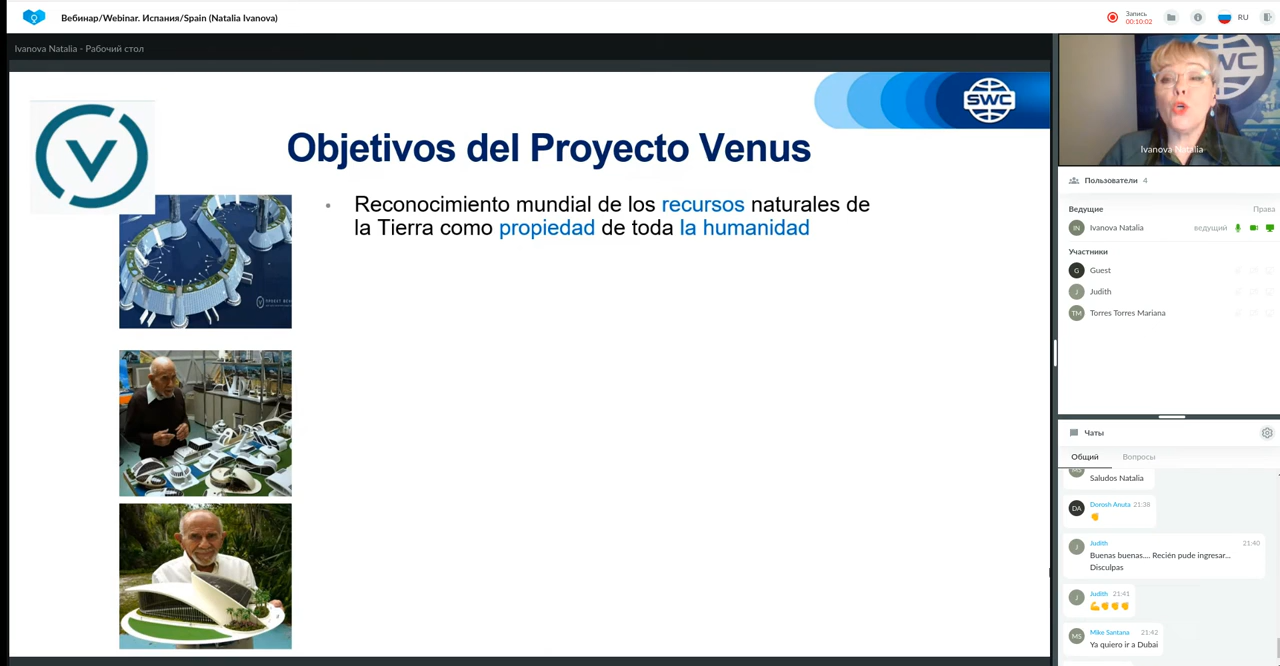 Вебинар/Webinar. Испания/Spain (Natalia Ivanova)
Запись
00:10:02
RU
Ivanova Natalia - Рабочий стол
SWC
V
Objetivos del Proyecto Venus
Reconocimiento mundial de los recursos naturales de
la Tierra como propiedad de toda la humanidad
WC
Ivanova Natalia
Пользователи 4
Ведущие Права
IN Ivanova Natalia ведущий
Участники
G Guest
J Judith
TM Torres Torres Mariana
Чаты
Общий Вопросы
MS
Saludos Natalia
DA Dorosh Anuta 21:38
J Judith 21:40
Buenas buenas.... Recién pude ingresar...
Disculpas
J Judith 21:41
MS Mike Santana 21:42
Ya quiero ir a Dubai